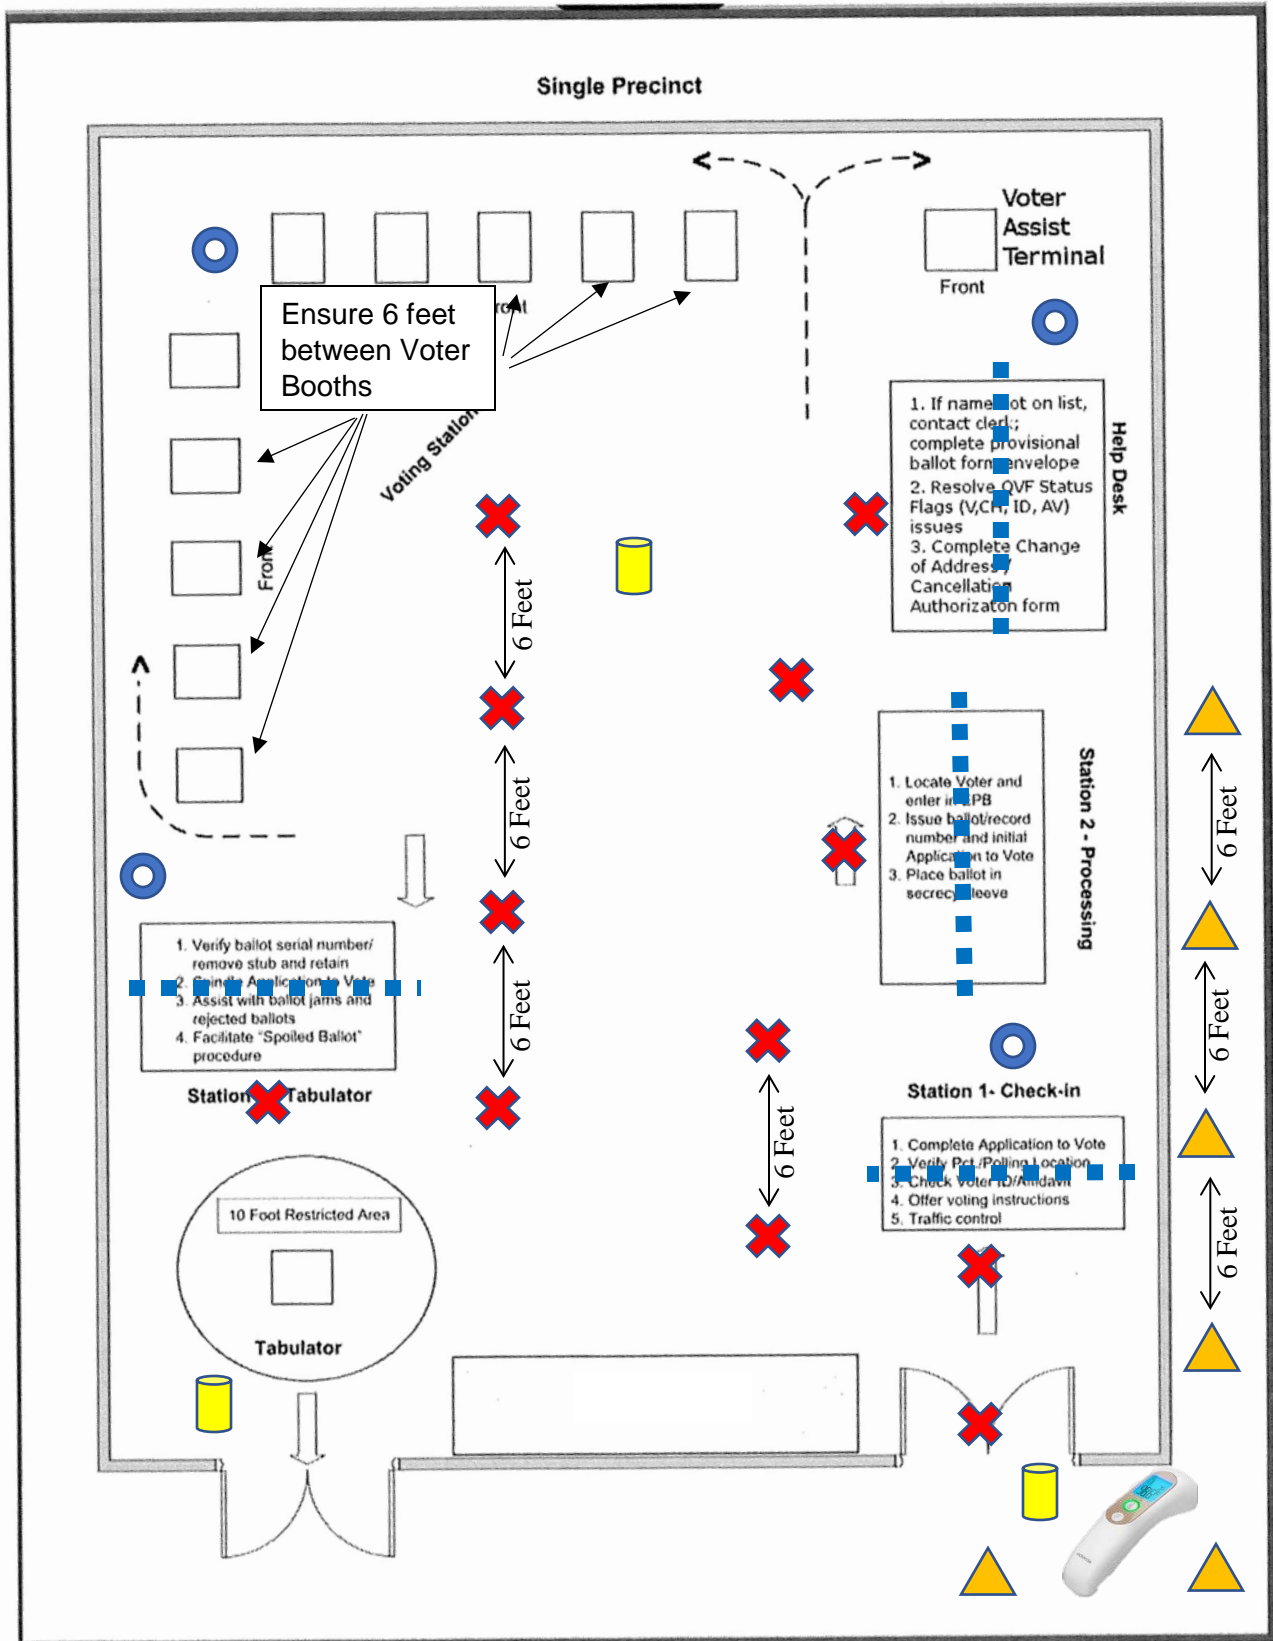 Single Precinct
Voter
Assist
Terminal
Front
Ensure 6 feet
between Voter
Booths
Voting Station
Front
1. If name not on list,
contact clerk;
complete provisional
ballot form envelope
2. Resolve QVF Status
Flags (V,CH, ID, AV)
issues
3. Complete Change
of Address /
Cancellation
Authorizaton form
Help Desk
6 Feet
6 Feet
6 Feet
1. Locate Voter and
enter in EPB
2. Issue ballot/record
number and initial
Application to Vote
3. Place ballot in
secrecy sleeve
Station 2 - Processing
6 Feet
6 Feet
6 Feet
1. Verify ballot serial number/
remove stub and retain
2. Spindle Application to Vote
3. Assist with ballot jams and
rejected ballots
4. Facilitate "Spoiled Ballot"
procedure
Station Tabulator
10 Foot Restricted Area
Tabulator
6 Feet
Station 1- Check-in
1. Complete Application to Vote
2. Verify Pct./Polling Location
3. Check Voter ID/Affidavit
4. Offer voting instructions
5. Traffic control